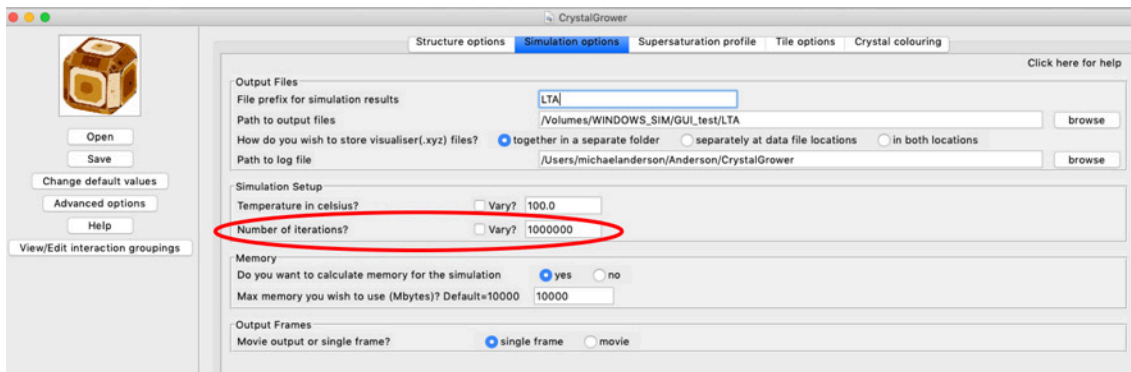 CrystalGrower
Structure options Simulation options Supersaturation profile Tile options Crystal colouring
Click here for help
Open
Save
Change default values
Advanced options
Help
View/Edit interaction groupings
Output Files
File prefix for simulation results LTA
Path to output files /Volumes/WINDOWS_SIM/GUI_test/LTA browse
How do you wish to store visualiser(.xyz) files? together in a separate folder separately at data file locations in both locations
Path to log file /Users/michaelanderson/Anderson/CrystalGrower browse
Simulation Setup
Temperature in celsius? Vary? 100.0
Number of iterations? Vary? 1000000
Memory
Do you want to calculate memory for the simulation yes no
Max memory you wish to use (Mbytes)? Default=10000 10000
Output Frames
Movie output or single frame? single frame movie